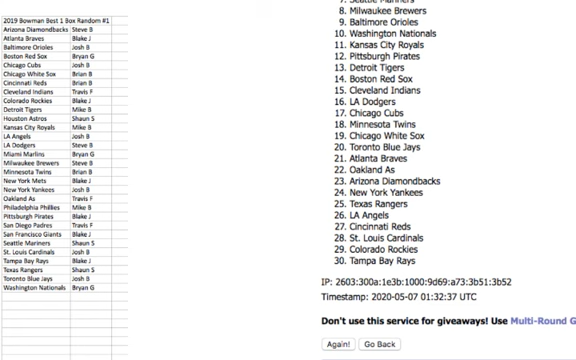 2019 Bowman Best 1 Box Random #1
Arizona Diamondbacks Steve B
Atlanta Braves Blake J
Baltimore Orioles Josh B
Boston Red Sox Bryan G
Chicago Cubs Josh B
Chicago White Sox Brian B
Cincinnati Reds Brian B
Cleveland Indians Travis F
Colorado Rockies Blake J
Detroit Tigers Mike B
Houston Astros Shaun S
Kansas City Royals Mike B
LA Angels Josh B
LA Dodgers Steve B
Miami Marlins Bryan G
Milwaukee Brewers Steve B
Minnesota Twins Brian B
New York Mets Blake J
New York Yankees Josh B
Oakland As Travis F
Philadelphia Phillies Mike B
Pittsburgh Pirates Blake J
San Diego Padres Travis F
San Francisco Giants Blake J
Seattle Mariners Shaun S
St. Louis Cardinals Josh B
Tampa Bay Rays Blake J
Texas Rangers Shaun S
Toronto Blue Jays Josh B
Washington Nationals Bryan G
7. Seattle Mariners
8. Milwaukee Brewers
9. Baltimore Orioles
10. Washington Nationals
11. Kansas City Royals
12. Pittsburgh Pirates
13. Detroit Tigers
14. Boston Red Sox
15. Cleveland Indians
16. LA Dodgers
17. Chicago Cubs
18. Minnesota Twins
19. Chicago White Sox
20. Toronto Blue Jays
21. Atlanta Braves
22. Oakland As
23. Arizona Diamondbacks
24. New York Yankees
25. Texas Rangers
26. LA Angels
27. Cincinnati Reds
28. St. Louis Cardinals
29. Colorado Rockies
30. Tampa Bay Rays
IP: 2603:300a:1e3b:1000:9d69:a73:3b51:3b52
Timestamp: 2020-05-07 01:32:37 UTC
Don't use this service for giveaways! Use Multi-Round G
Again! Go Back